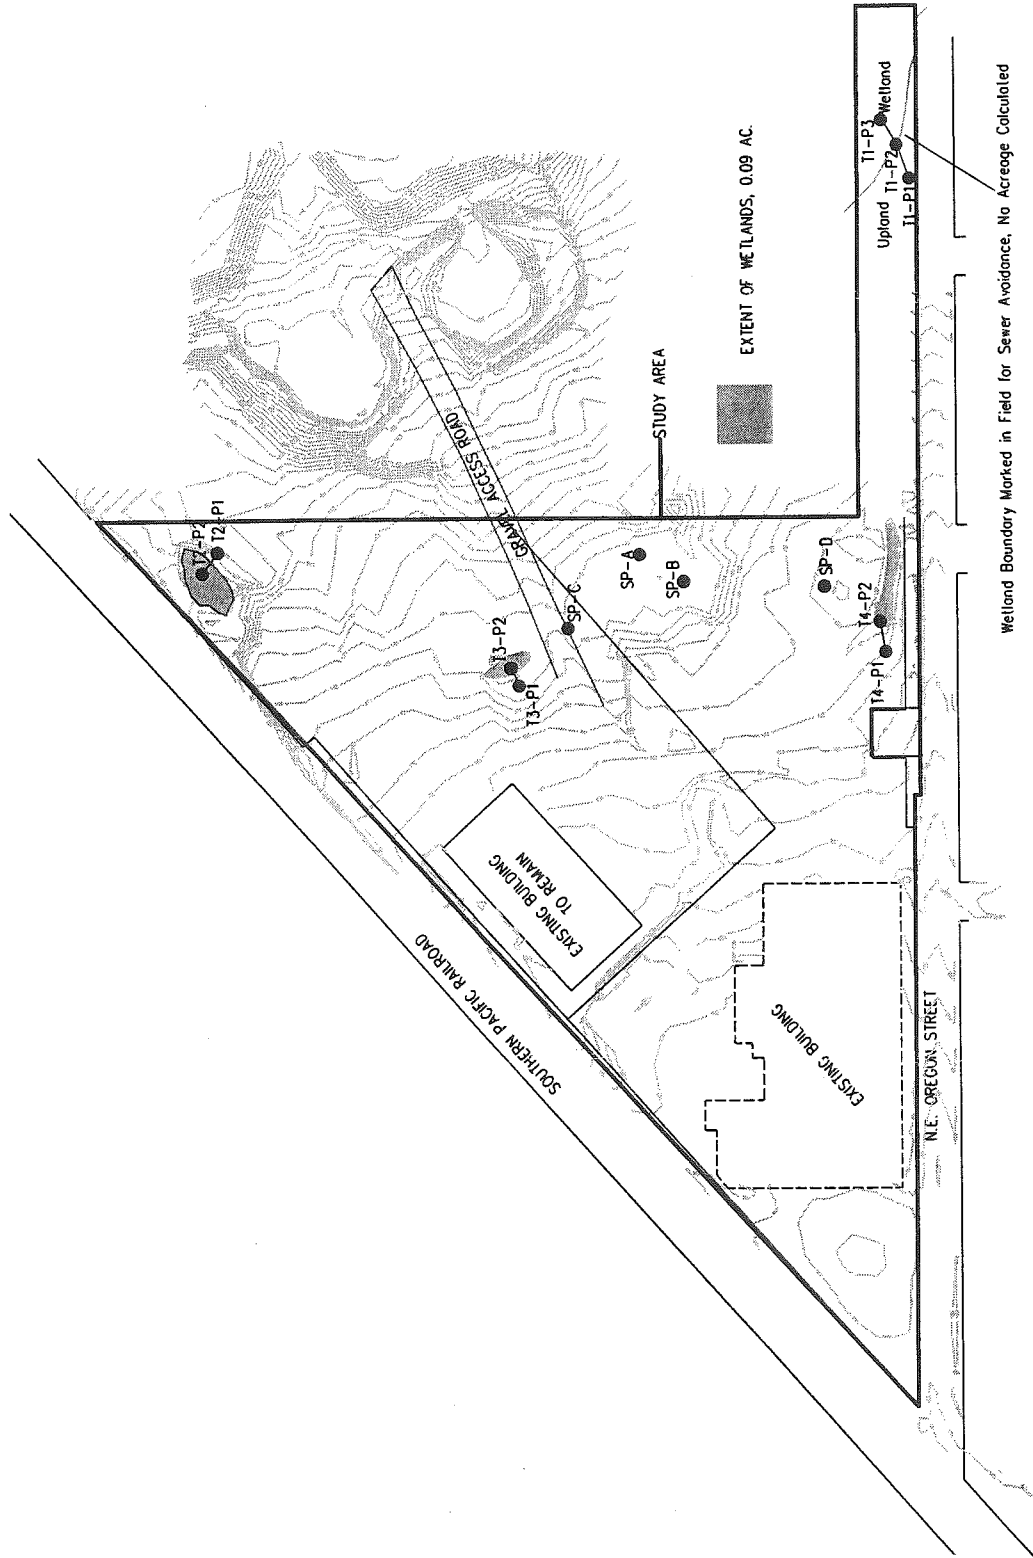 T2-P2
T2-P1
GRAVEL ACCESS ROAD
T3-P2
T3-P1
SP-C
SP-A
SP-B
SP-D
T4-P2
T4-P1
STUDY AREA
EXTENT OF WETLANDS, 0.09 AC.
T1-P3
Wetland
Upland
T1-P2
T1-P1
Wetland Boundary Marked in Field for Sewer Avoidance, No Acreage Calculated
EXISTING BUILDING
TO REMAIN
SOUTHERN PACIFIC RAILROAD
EXISTING BUILDING
N.E. OREGON STREET